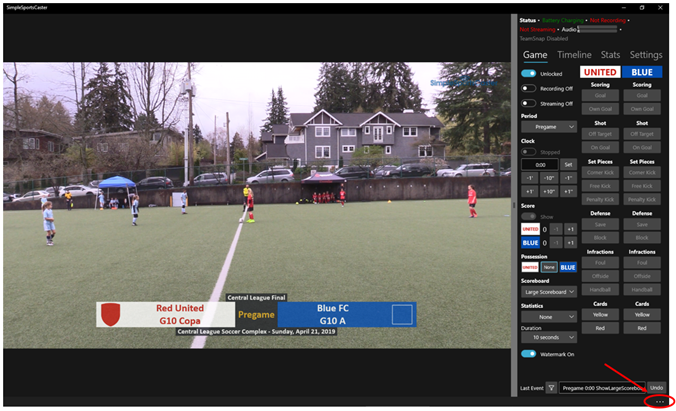 SimpleSportsCaster
Status • Battery Charging • Not Recording •
Not Streaming • Audio
TeamSnap Disabled
Game Timeline Stats Settings
Unlocked
Recording Off
Streaming Off
Period
Pregame
Clock
Stopped
0:00 Set
-1' -10" -1"
+1' +10" +1"
Score
Show
UNITED 0 -1 +1
BLUE 0 -1 +1
Possession
UNITED None BLUE
Scoreboard
Large Scoreboard
Statistics
None
Duration
10 seconds
Watermark On
UNITED BLUE
Scoring Scoring
Goal Goal
Own Goal Own Goal
Shot Shot
Off Target Off Target
On Goal On Goal
Set Pieces Set Pieces
Corner Kick Corner Kick
Free Kick Free Kick
Penalty Kick Penalty Kick
Defense Defense
Save Save
Block Block
Infractions Infractions
Foul Foul
Offside Offside
Handball Handball
Cards Cards
Yellow Yellow
Red Red
Central League Final
Red United Pregame Blue FC
G10 Copa G10 A
Central League Soccer Complex - Sunday, April 21, 2019
Last Event Pregame 0:00 ShowLargeScoreboa Undo
...